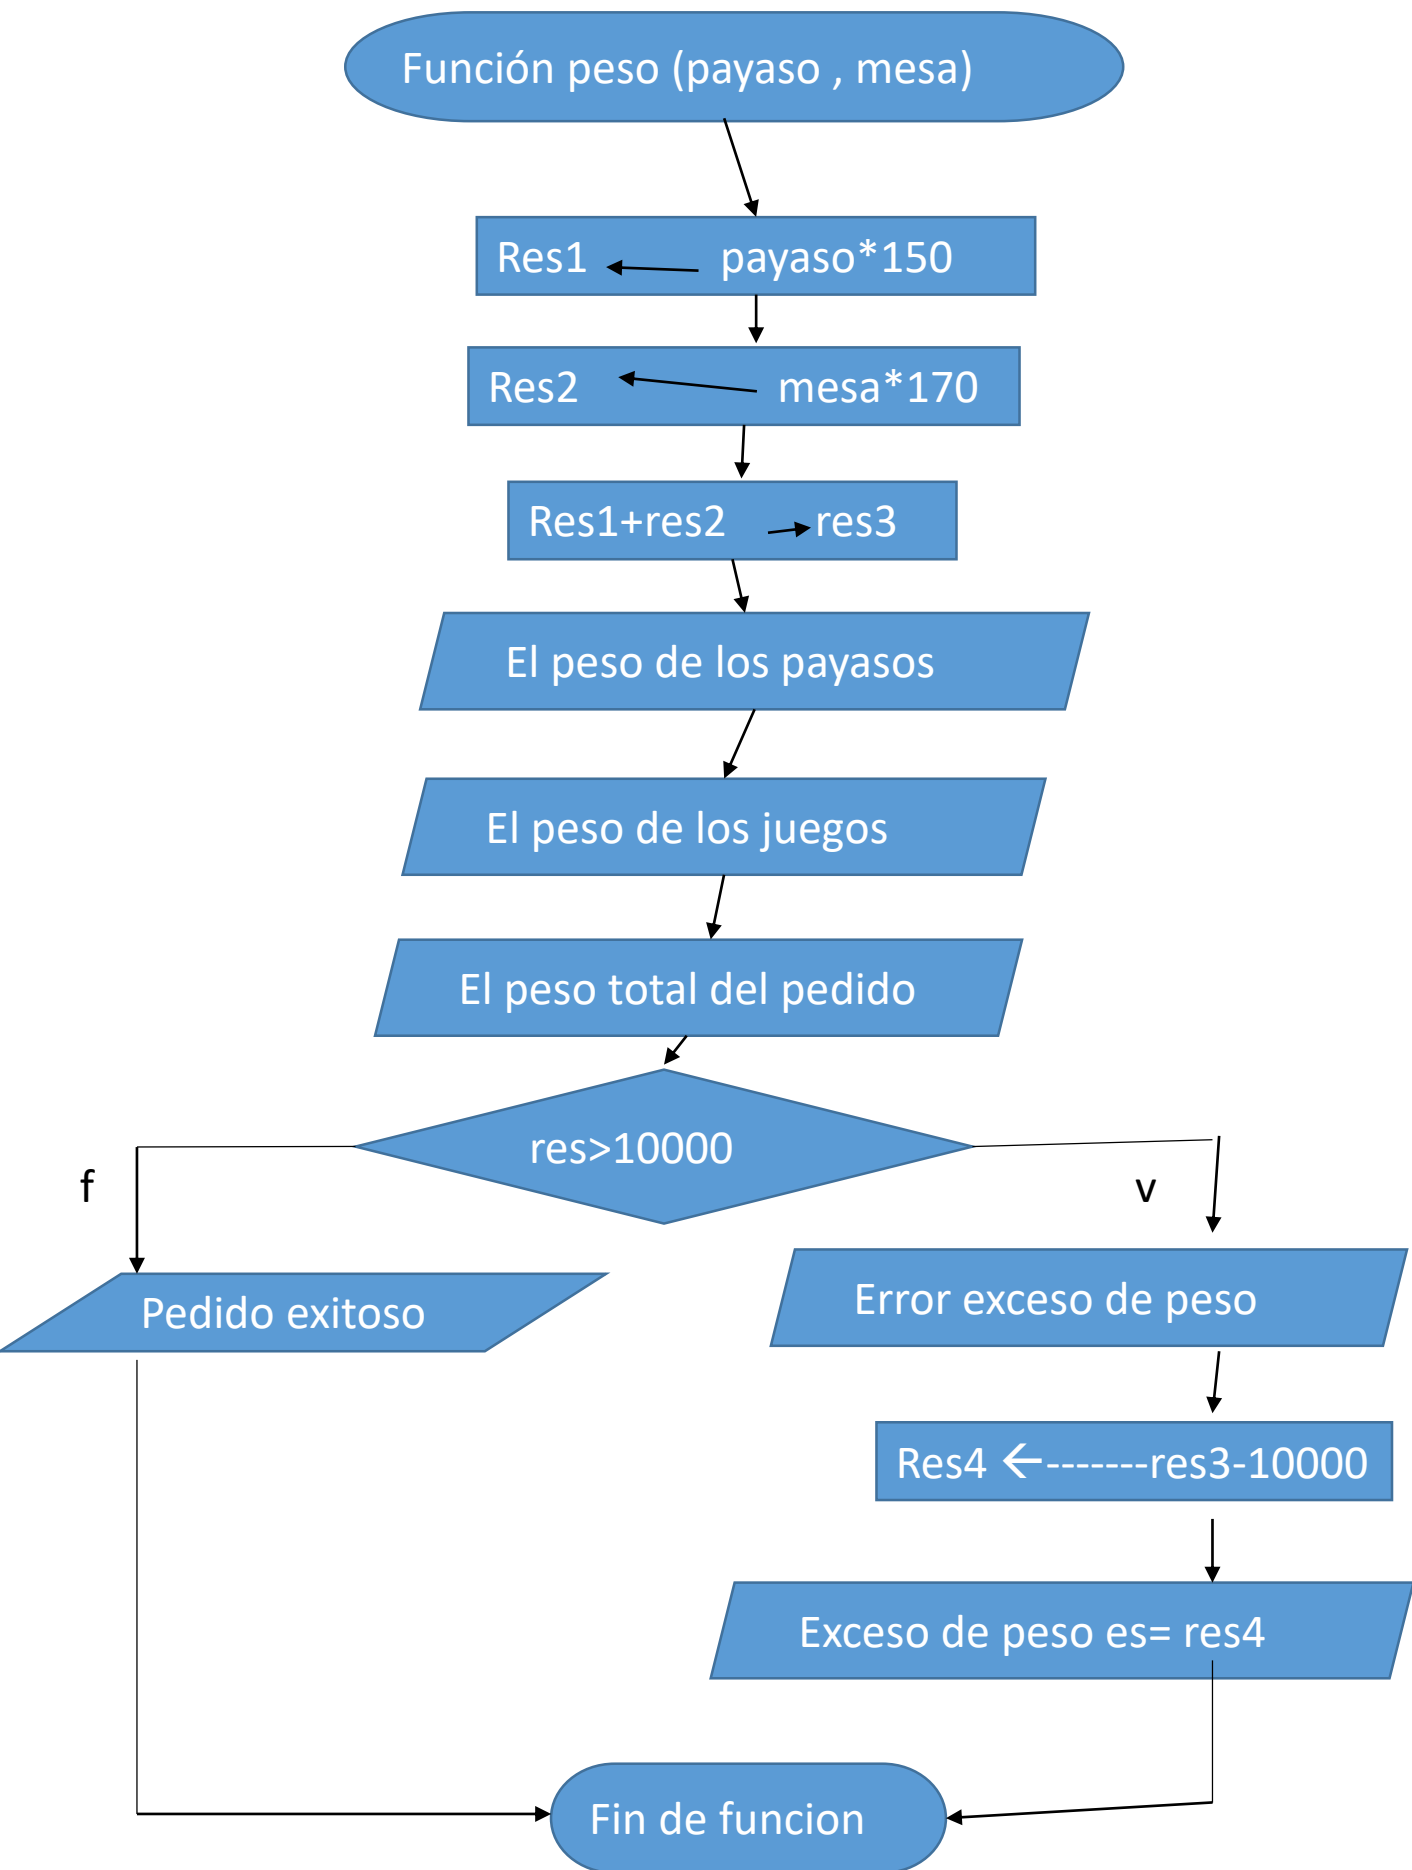 Función peso (payaso , mesa)
Res1 payaso*150
Res2 mesa*170
Res1+res2 res3
El peso de los payasos
El peso de los juegos
El peso total del pedido
res>10000
f
v
Pedido exitoso
Error exceso de peso
Res4 ←-------res3-10000
Exceso de peso es= res4
Fin de funcion